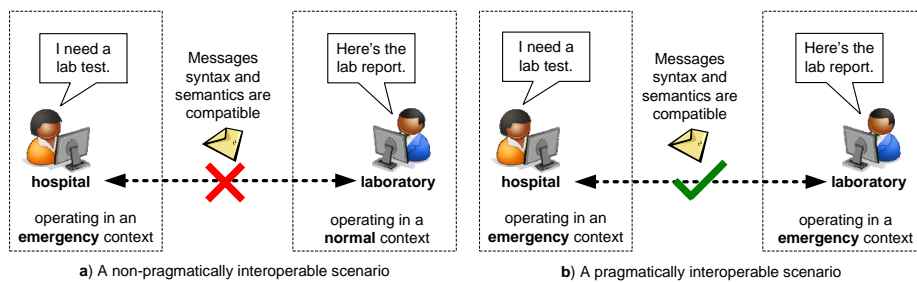 I need a
lab test.
Messages
syntax and
semantics are
compatible
Here's the
lab report.
hospital
laboratory
operating in an
emergency context
operating in a
normal context
a) A non-pragmatically interoperable scenario
I need a
lab test.
Messages
syntax and
semantics are
compatible
Here's the
lab report.
hospital
laboratory
operating in an
emergency context
operating in a
emergency context
b) A pragmatically interoperable scenario